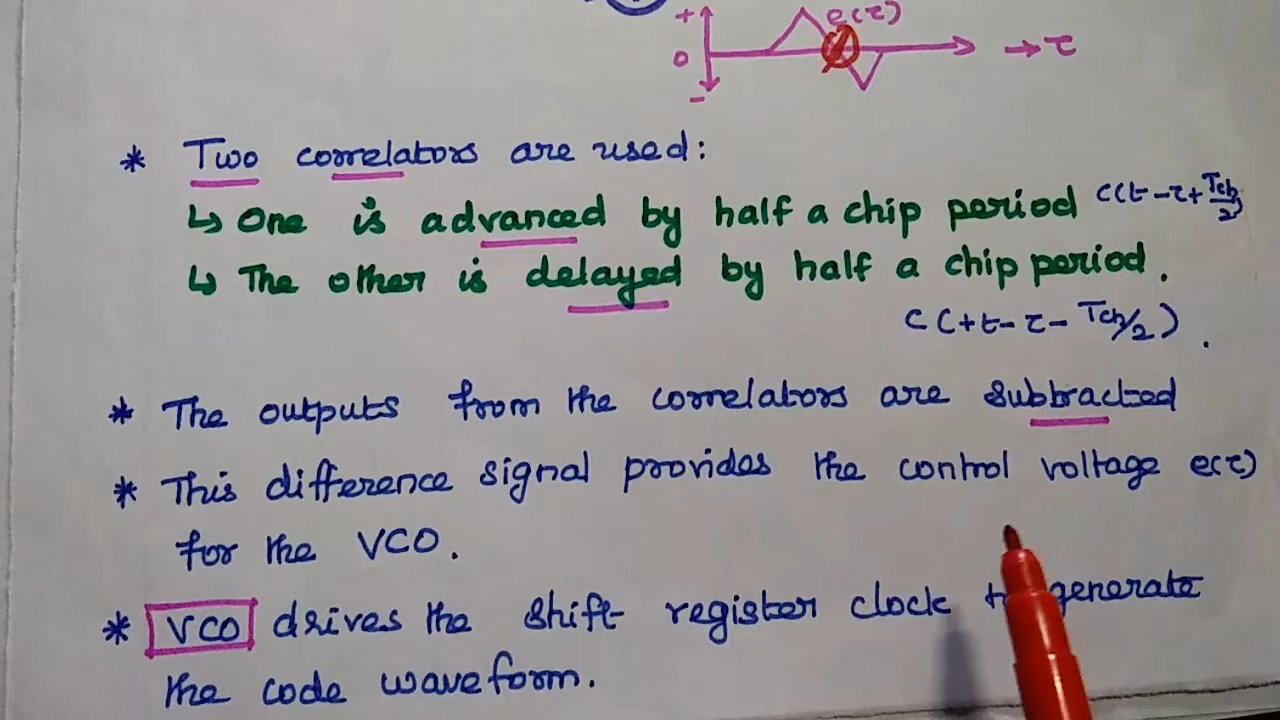 + e(τ)
0 → τ
-
* Two correlators are used:
↳ One is advanced by half a chip period c(t-τ+Tch/2)
↳ The other is delayed by half a chip period.
c(+t-τ-Tch/2).
* The outputs from the correlators are subtracted
* This difference signal provides the control voltage e(τ)
for the VCO.
* VCO drives the shift register clock generate
the code waveform.